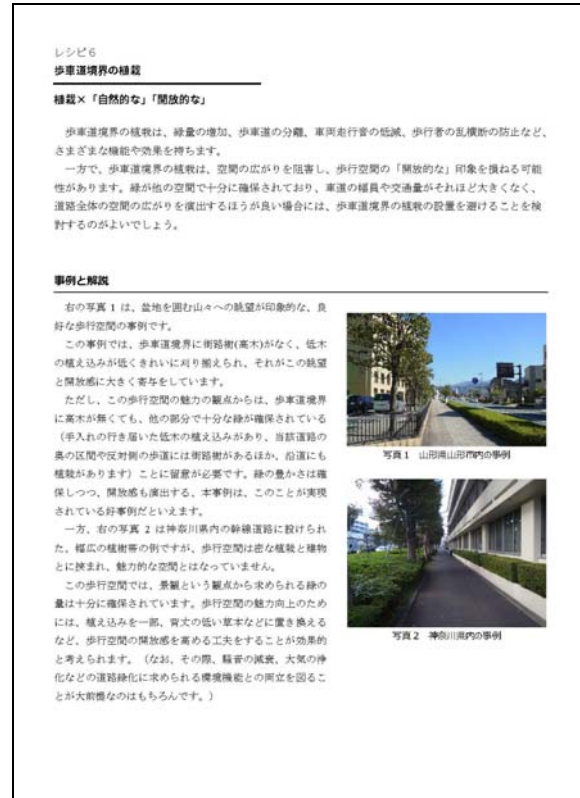 レシピ6
歩車道境界の植栽
植栽×「自然的な」「開放的な」
歩車道境界の植栽は、緑量の増加、歩車道の分離、車両走行音の低減、歩行者の乱横断の防止など、
さまざまな機能や効果を持ちます。
一方で、歩車道境界の植栽は、空間の広がりを阻害し、歩行空間の「開放的な」印象を損ねる可能
性があります。緑が他の空間で十分に確保されており、車道の幅員や交通量がそれほど大きくなく、
道路全体の空間の広がりを演出するほうが良い場合には、歩車道境界の植栽の設置を避けることを検
討するのがよいでしょう。
事例と解説
右の写真1は、盆地を囲む山々への眺望が印象的な、良
好な歩行空間の事例です。
この事例では、歩車道境界に街路樹(高木)がなく、低木
の植え込みが低くきれいに刈り揃えられ、それがこの眺望
と開放感に大きく寄与をしています。
ただし、この歩行空間の魅力の観点からは、歩車道境界
に高木が無くても、他の部分で十分な緑が確保されている
（手入れの行き届いた低木の植え込みがあり、当該道路の
奥の区間や反対側の歩道には街路樹があるほか、沿道にも
植栽があります）ことに留意が必要です。緑の豊かさは確
保しつつ、開放感も演出する、本事例は、このことが実現
されている好事例だといえます。
一方、右の写真2は神奈川県内の幹線道路に設けられ
た、幅広の植樹帯の例ですが、歩行空間は密な植栽と建物
とに挟まれ、魅力的な空間とはなっていません。
この歩行空間では、景観という観点から求められる緑の
量は十分に確保されています。歩行空間の魅力向上のため
には、植え込みを一部、背丈の低い草本などに置き換える
など、歩行空間の開放感を高める工夫をすることが効果的
と考えられます。（なお、その際、騒音の減衰、大気の浄
化などの道路緑化に求められる環境機能との両立を図るこ
とが大前提なのはもちろんです。）
写真1 山形県山形市内の事例
写真2 神奈川県内の事例